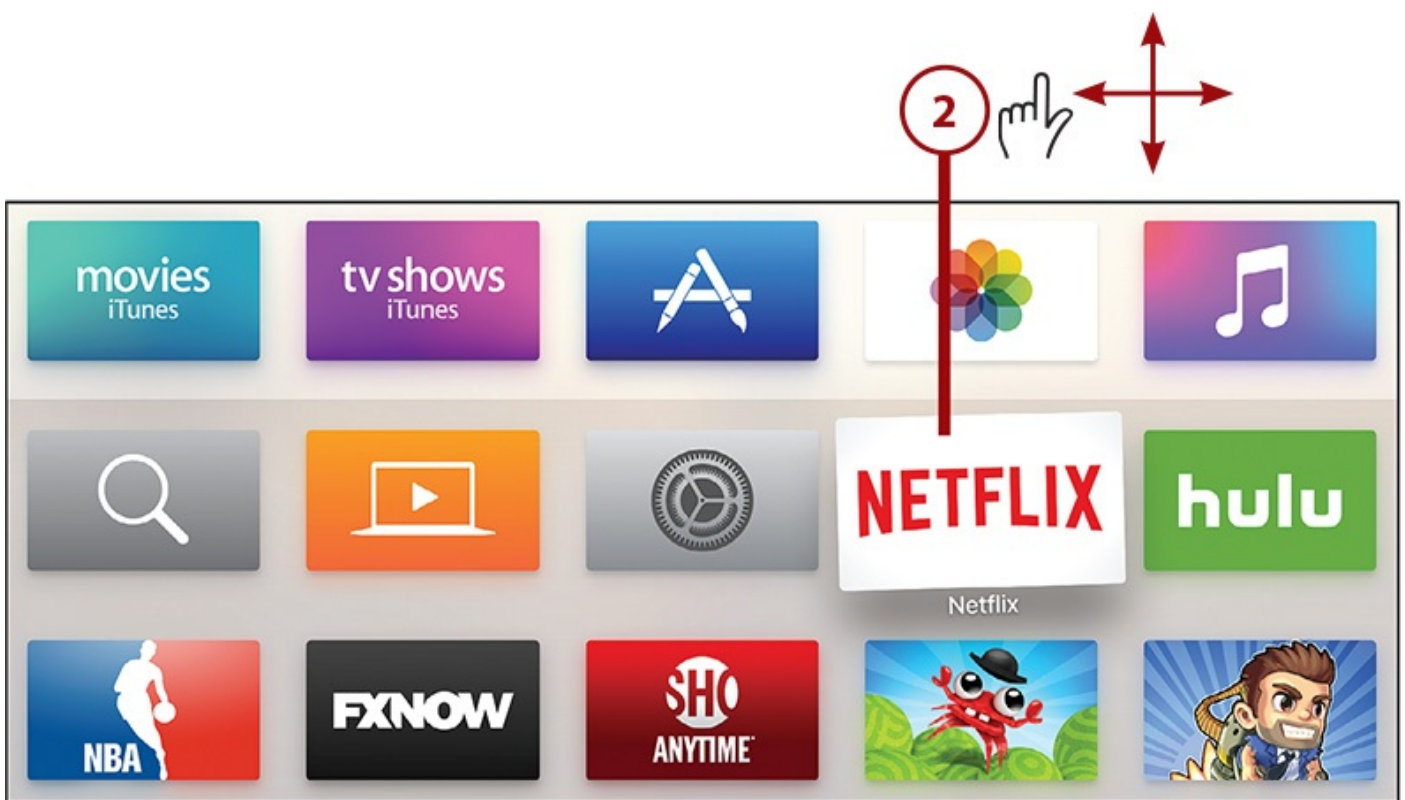 2
movies
iTunes
tv shows
iTunes
NETFLIX
hulu
Netflix
NBA
FXNOW
SHO
ANYTIME